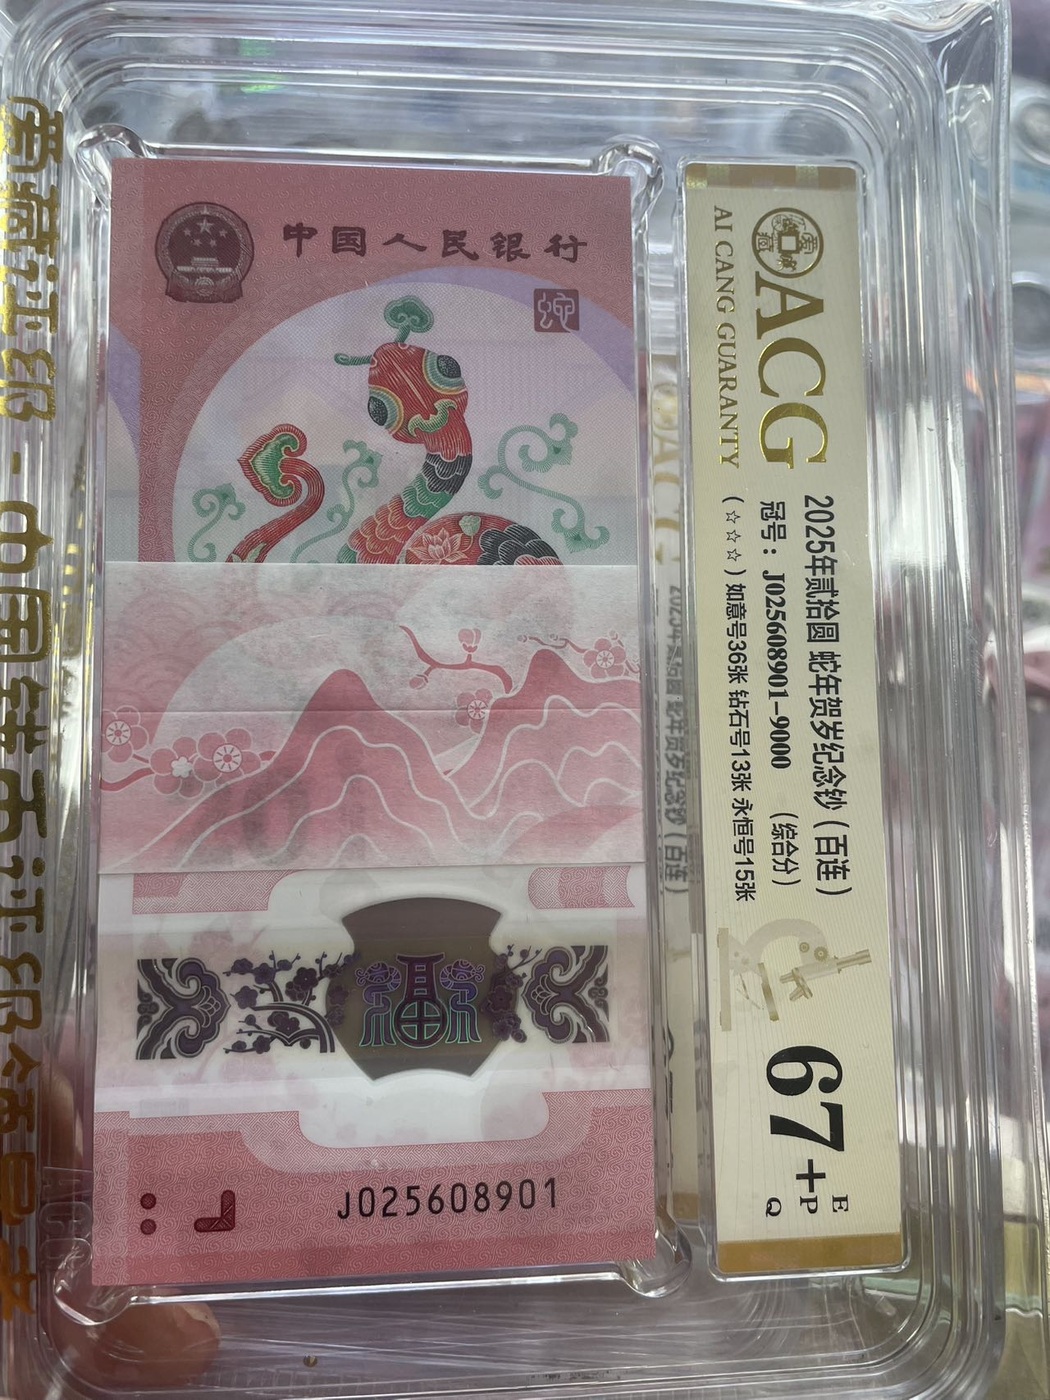 中国人民银行
J025608901
ACG
AI CANG GUARANTY
2025年贰拾圆 蛇年贺岁纪念钞（百连）
冠号：J025608901-9000 （综合分）
（☆☆☆）如意号36张 钻石号13张 永恒号15张
67+
E
P
Q